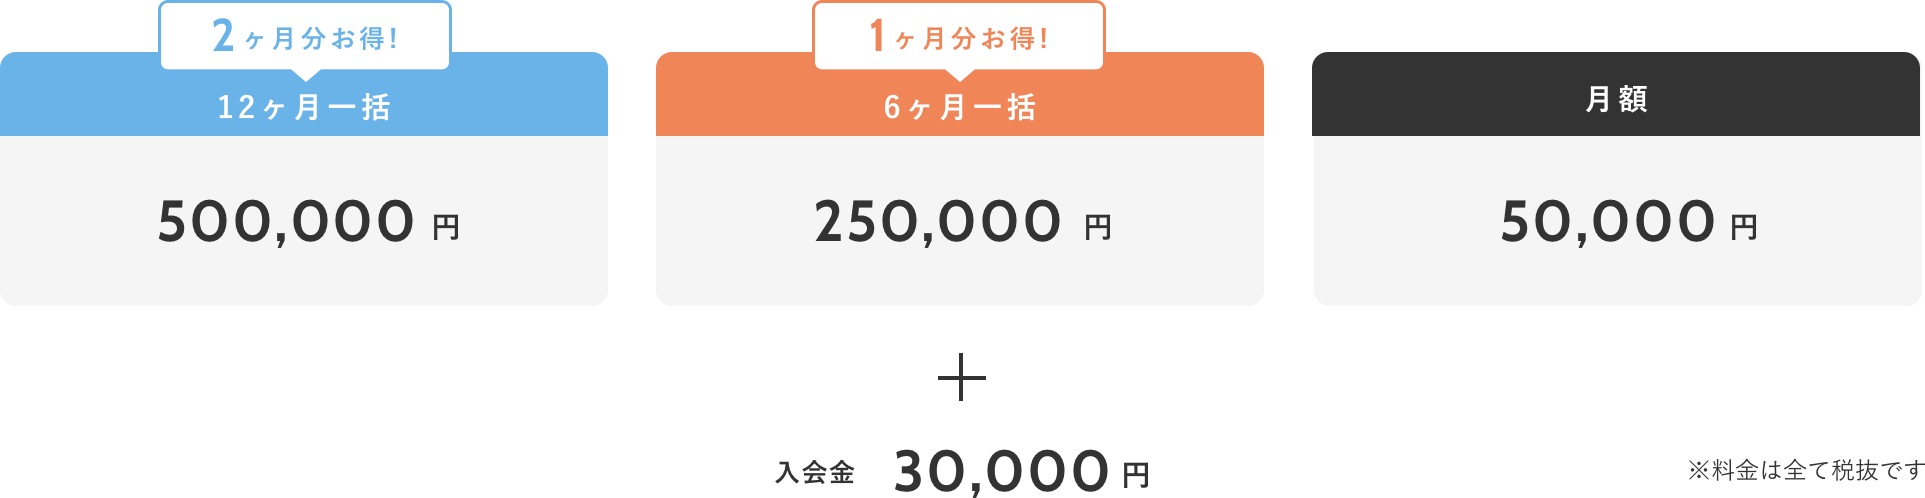 2ヶ月分お得!
12ヶ月一括
500,000 円
1ヶ月分お得!
6ヶ月一括
250,000 円
月額
50,000 円
+
入会金 30,000 円
※料金は全て税抜です